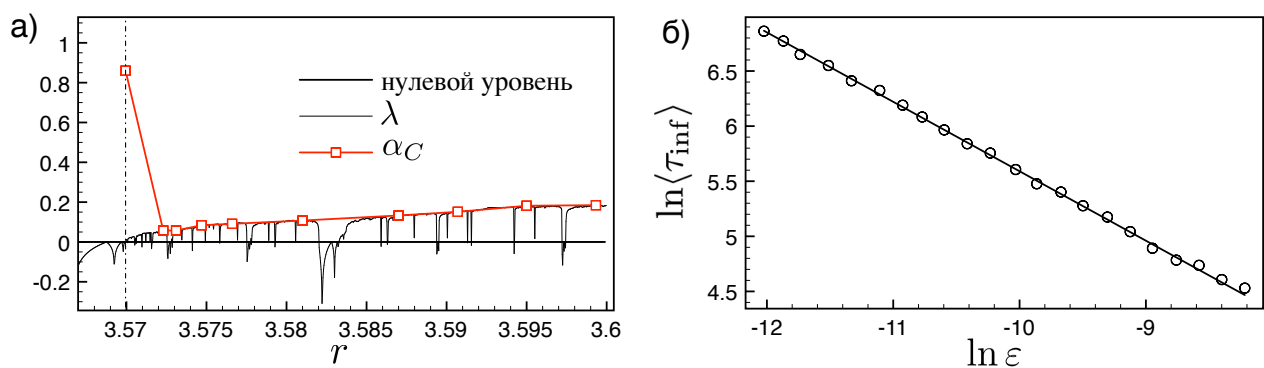 а)
1
0.8
0.6
0.4
0.2
0
-0.2
нулевой уровень
λ
α_C
3.57 3.575 3.58 3.585 3.59 3.595 3.6
r
б)
6.5
6
5.5
5
4.5
ln⟨τ_inf⟩
-12 -11 -10 -9
ln ε